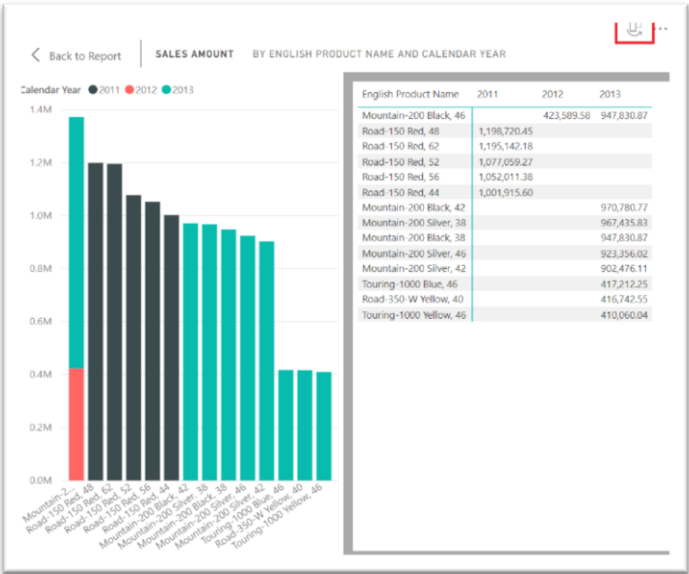 Back to Report
SALES AMOUNT BY ENGLISH PRODUCT NAME AND CALENDAR YEAR
Calendar Year 2011 2012 2013
1.4M
1.2M
1.0M
0.8M
0.6M
0.4M
0.2M
0.0M
Mountain-2...
Road-150 Red, 48
Road-150 Red, 62
Road-150 Red, 52
Road-150 Red, 56
Road-150 Red, 44
Mountain-200 Black, 42
Mountain-200 Silver, 38
Mountain-200 Black, 38
Mountain-200 Silver, 46
Mountain-200 Silver, 42
Touring-1000 Blue, 46
Road-350-W Yellow, 40
Touring-1000 Yellow, 46
English Product Name 2011 2012 2013
Mountain-200 Black, 46 423,589.58 947,830.87
Road-150 Red, 48 1,198,720.45
Road-150 Red, 62 1,195,142.18
Road-150 Red, 52 1,077,059.27
Road-150 Red, 56 1,052,011.38
Road-150 Red, 44 1,001,915.60
Mountain-200 Black, 42 970,780.77
Mountain-200 Silver, 38 967,435.83
Mountain-200 Black, 38 947,830.87
Mountain-200 Silver, 46 923,356.02
Mountain-200 Silver, 42 902,476.11
Touring-1000 Blue, 46 417,212.25
Road-350-W Yellow, 40 416,742.55
Touring-1000 Yellow, 46 410,060.04